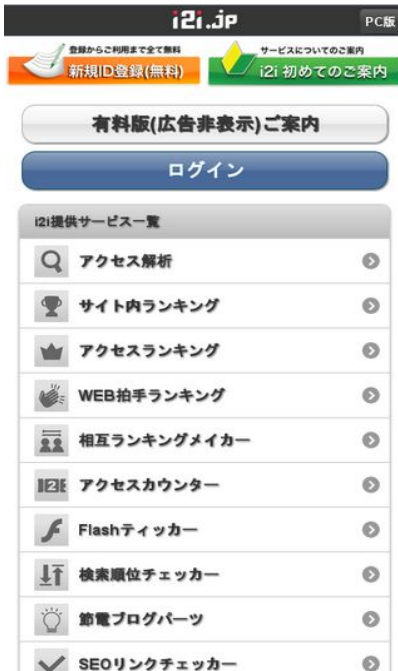 i2i.jp
PC版
登録からご利用まで全て無料
新規ID登録(無料)
サービスについてのご案内
i2i 初めてのご案内
有料版(広告非表示)ご案内
ログイン
i2i提供サービス一覧
アクセス解析
サイト内ランキング
アクセスランキング
WEB拍手ランキング
相互ランキングメイカー
アクセスカウンター
Flashティッカー
検索順位チェッカー
節電ブログパーツ
SEOリンクチェッカー